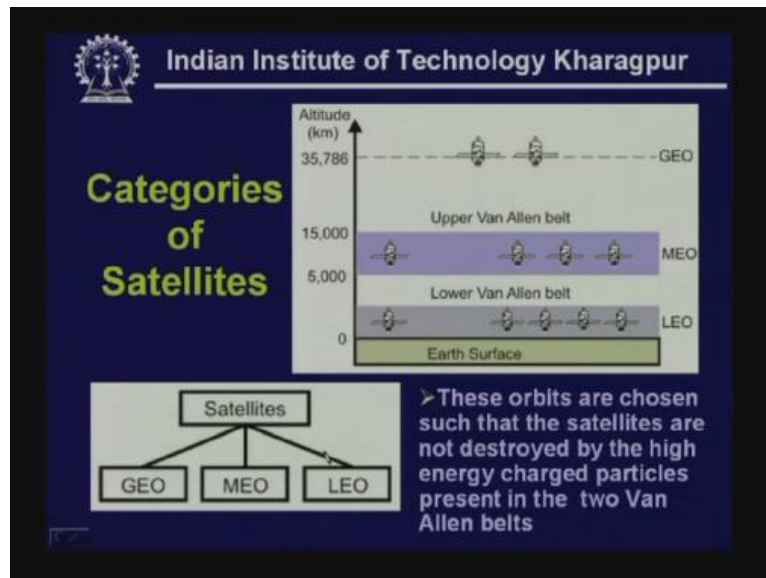 Indian Institute of Technology Kharagpur
Categories
of
Satellites
Altitude
(km)
35,786
GEO
Upper Van Allen belt
15,000
MEO
5,000
Lower Van Allen belt
LEO
0
Earth Surface
Satellites
GEO
MEO
LEO
➢These orbits are chosen
such that the satellites are
not destroyed by the high
energy charged particles
present in the two Van
Allen belts